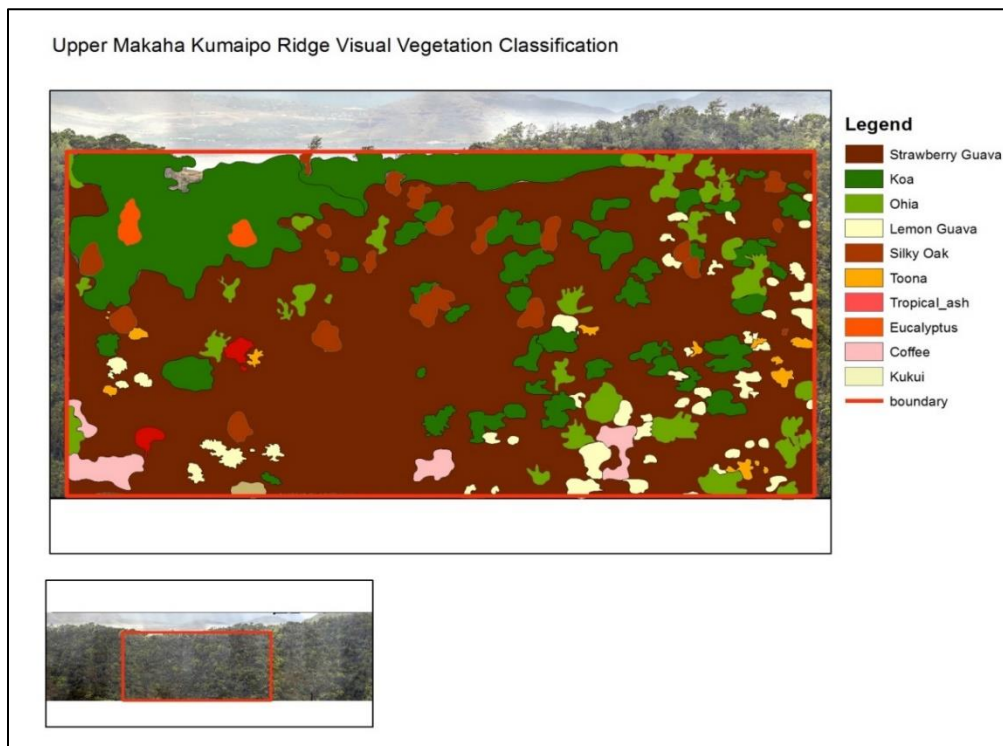 Upper Makaha Kumaipo Ridge Visual Vegetation Classification
Legend
Strawberry Guava
Koa
Ohia
Lemon Guava
Silky Oak
Toona
Tropical_ash
Eucalyptus
Coffee
Kukui
boundary